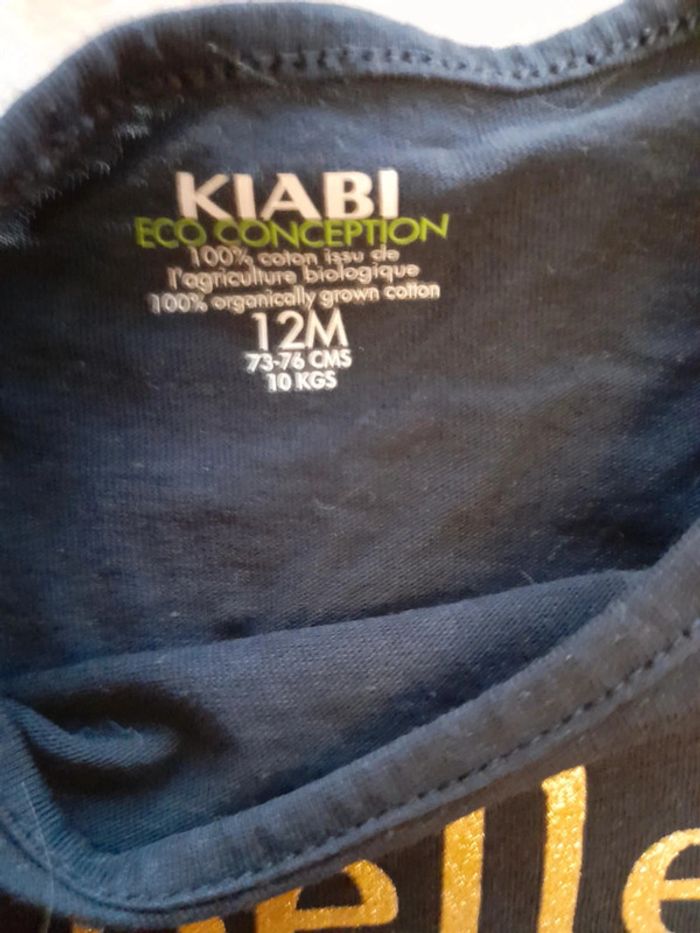 KIABI
ECO CONCEPTION
100% coton issu de
l'agriculture biologique
100% organically grown cotton
12M
73-76 CMS
10 KGS
elle